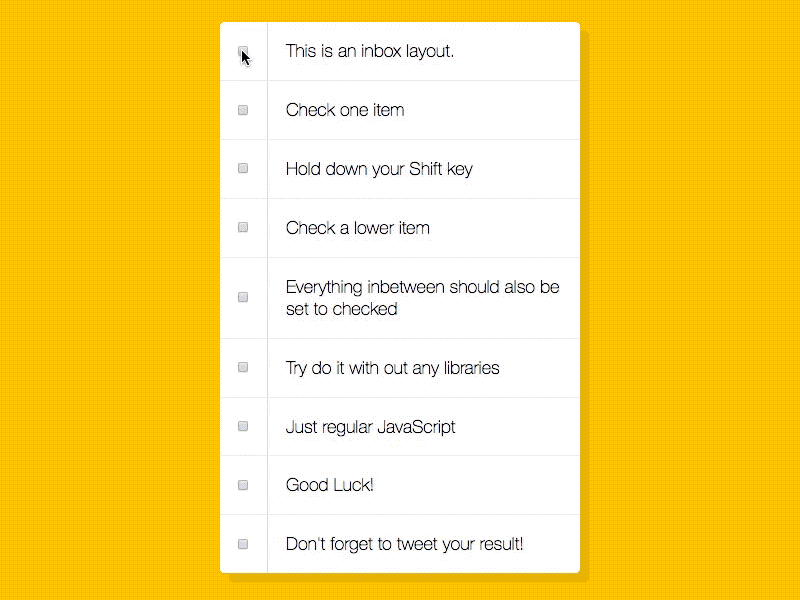 This is an inbox layout.
Check one item
Hold down your Shift key
Check a lower item
Everything inbetween should also be
set to checked
Try do it with out any libraries
Just regular JavaScript
Good Luck!
Don't forget to tweet your result!